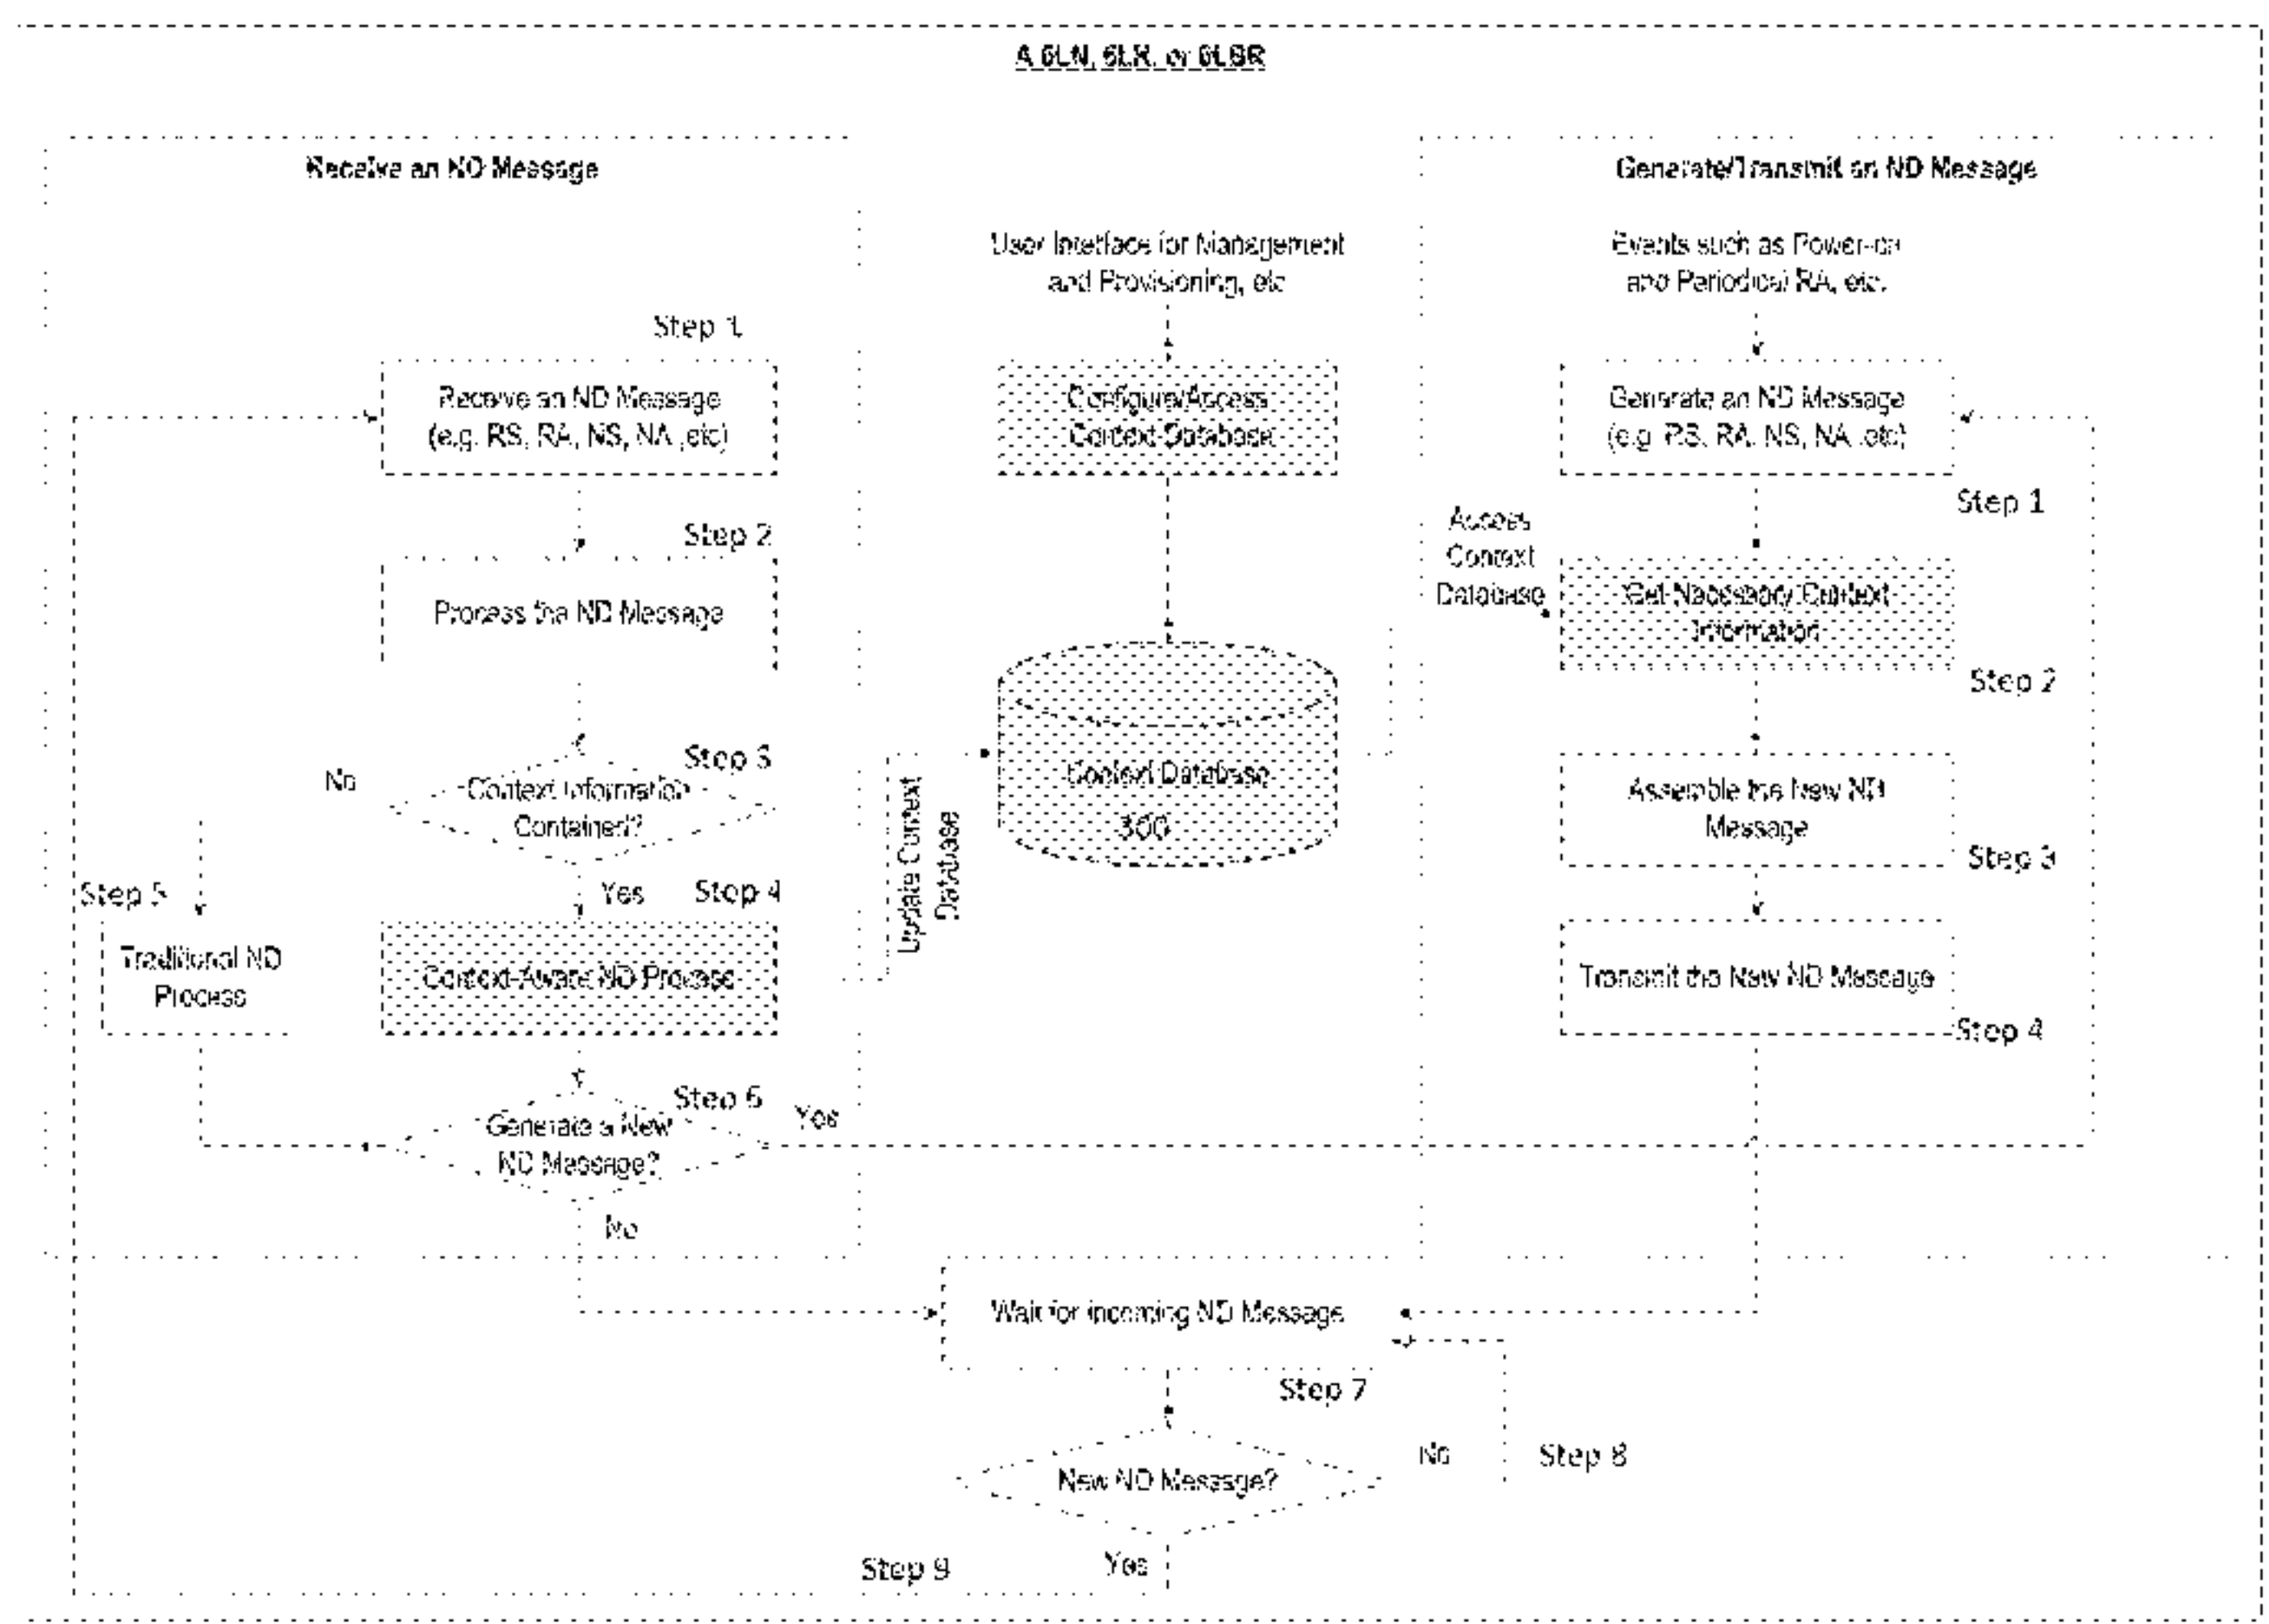 A 6LN, 6LR, or 6LBR
Receive an ND Message
Step 1
Receive an ND Message
(e.g. RS, RA, NS, NA ,etc)
Step 2
Process the ND Message
Step 3
No
Context Information
Contained?
Yes
Step 4
Step 5
Traditional ND
Process
Context-Aware ND Process
Step 6
Generate a New
ND Message?
Yes
No
User Interface for Management
and Provisioning, etc
Configure/Access
Context Database
Update Context
Database
Context Database
300
Access
Context
Database
Generate/Transmit an ND Message
Events such as Power-on
and Periodical RA, etc.
Generate an ND Message
(e.g. RS, RA, NS, NA ,etc)
Step 1
Get Necessary Context
Information
Step 2
Assemble the New ND
Message
Step 3
Transmit the New ND Message
Step 4
Wait for incoming ND Message
Step 7
New ND Message?
No
Step 8
Yes
Step 9